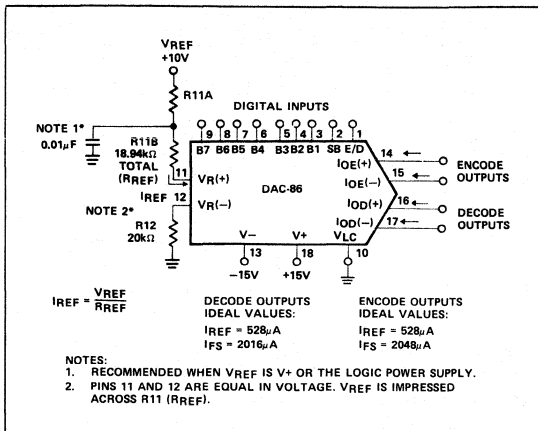 VREF
+10V
R11A
DIGITAL INPUTS
NOTE 1*
0.01µF
R11B
18.94kΩ
TOTAL
(RREF)
IREF
NOTE 2*
R12
20kΩ
9 8 7 6 5 4 3 2 1
B7 B6 B5 B4 B3 B2 B1 SB E/D
11 VR(+)
12 VR(−)
DAC-86
IOE(+) 14
IOE(−) 15
ENCODE
OUTPUTS
IOD(+) 16
IOD(−) 17
DECODE
OUTPUTS
V− V+ VLC
13 18 10
−15V +15V
IREF = VREF
RREF
DECODE OUTPUTS
IDEAL VALUES:
IREF = 528µA
IFS = 2016µA
ENCODE OUTPUTS
IDEAL VALUES:
IREF = 528µA
IFS = 2048µA
NOTES:
1. RECOMMENDED WHEN VREF IS V+ OR THE LOGIC POWER SUPPLY.
2. PINS 11 AND 12 ARE EQUAL IN VOLTAGE. VREF IS IMPRESSED
ACROSS R11 (RREF).